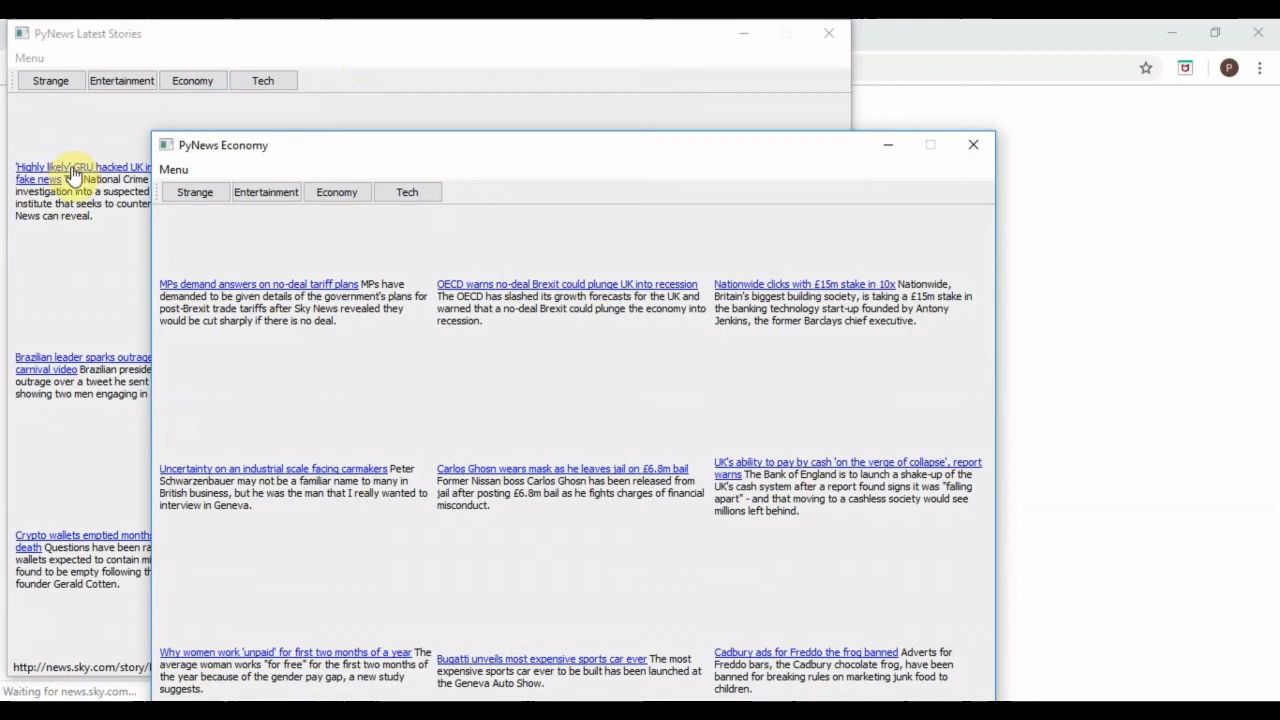 PyNews Latest Stories
Menu
Strange Entertainment Economy Tech
P
'Highly likely' GRU hacked UK in
fake news National Crime
investigation into a suspected
institute that seeks to counter
News can reveal.
Brazilian leader sparks outrage
carnival video Brazilian preside
outrage over a tweet he sent
showing two men engaging in
Crypto wallets emptied months
death Questions have been ra
wallets expected to contain mi
found to be empty following th
founder Gerald Cotten.
http://news.sky.com/story/
Waiting for news.sky.com...
PyNews Economy
Menu
Strange Entertainment Economy Tech
MPs demand answers on no-deal tariff plans MPs have
demanded to be given details of the government's plans for
post-Brexit trade tariffs after Sky News revealed they
would be cut sharply if there is no deal.
OECD warns no-deal Brexit could plunge UK into recession
The OECD has slashed its growth forecasts for the UK and
warned that a no-deal Brexit could plunge the economy into
recession.
Nationwide clicks with £15m stake in 10x Nationwide,
Britain's biggest building society, is taking a £15m stake in
the banking technology start-up founded by Antony
Jenkins, the former Barclays chief executive.
Uncertainty on an industrial scale facing carmakers Peter
Schwarzenbauer may not be a familiar name to many in
British business, but he was the man that I really wanted to
interview in Geneva.
Carlos Ghosn wears mask as he leaves jail on £6.8m bail
Former Nissan boss Carlos Ghosn has been released from
jail after posting £6.8m bail as he fights charges of financial
misconduct.
UK's ability to pay by cash 'on the verge of collapse', report
warns The Bank of England is to launch a shake-up of the
UK's cash system after a report found signs it was "falling
apart" - and that moving to a cashless society would see
millions left behind.
Why women work 'unpaid' for first two months of a year The
average woman works "for free" for the first two months of
the year because of the gender pay gap, a new study
suggests.
Bugatti unveils most expensive sports car ever The most
expensive sports car ever to be built has been launched at
the Geneva Auto Show.
Cadbury ads for Freddo the frog banned Adverts for
Freddo bars, the Cadbury chocolate frog, have been
banned for breaking rules on marketing junk food to
children.